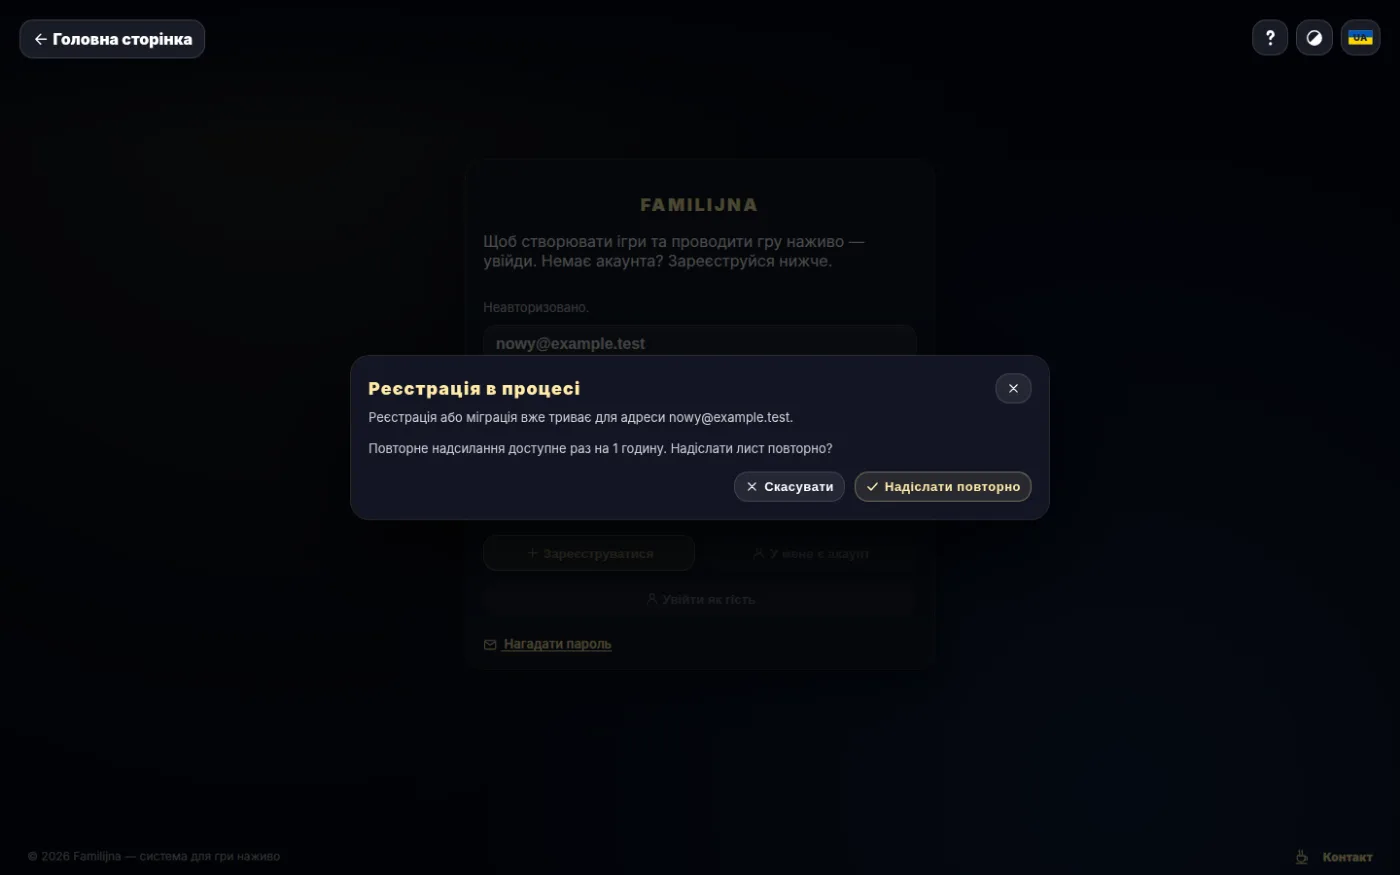 Головна сторінка
?
UA
FAMILIJNA
Щоб створювати ігри та проводити гру наживо —
увійди. Немає акаунта? Зареєструйся нижче.
Неавторизовано.
nowy@example.test
Реєстрація в процесі
Реєстрація або міграція вже триває для адреси nowy@example.test.
Повторне надсилання доступне раз на 1 годину. Надіслати лист повторно?
Скасувати
Надіслати повторно
Зареєструватися
У мене є акаунт
Увійти як гість
Нагадати пароль
© 2026 Familijna — система для гри наживо
Контакт